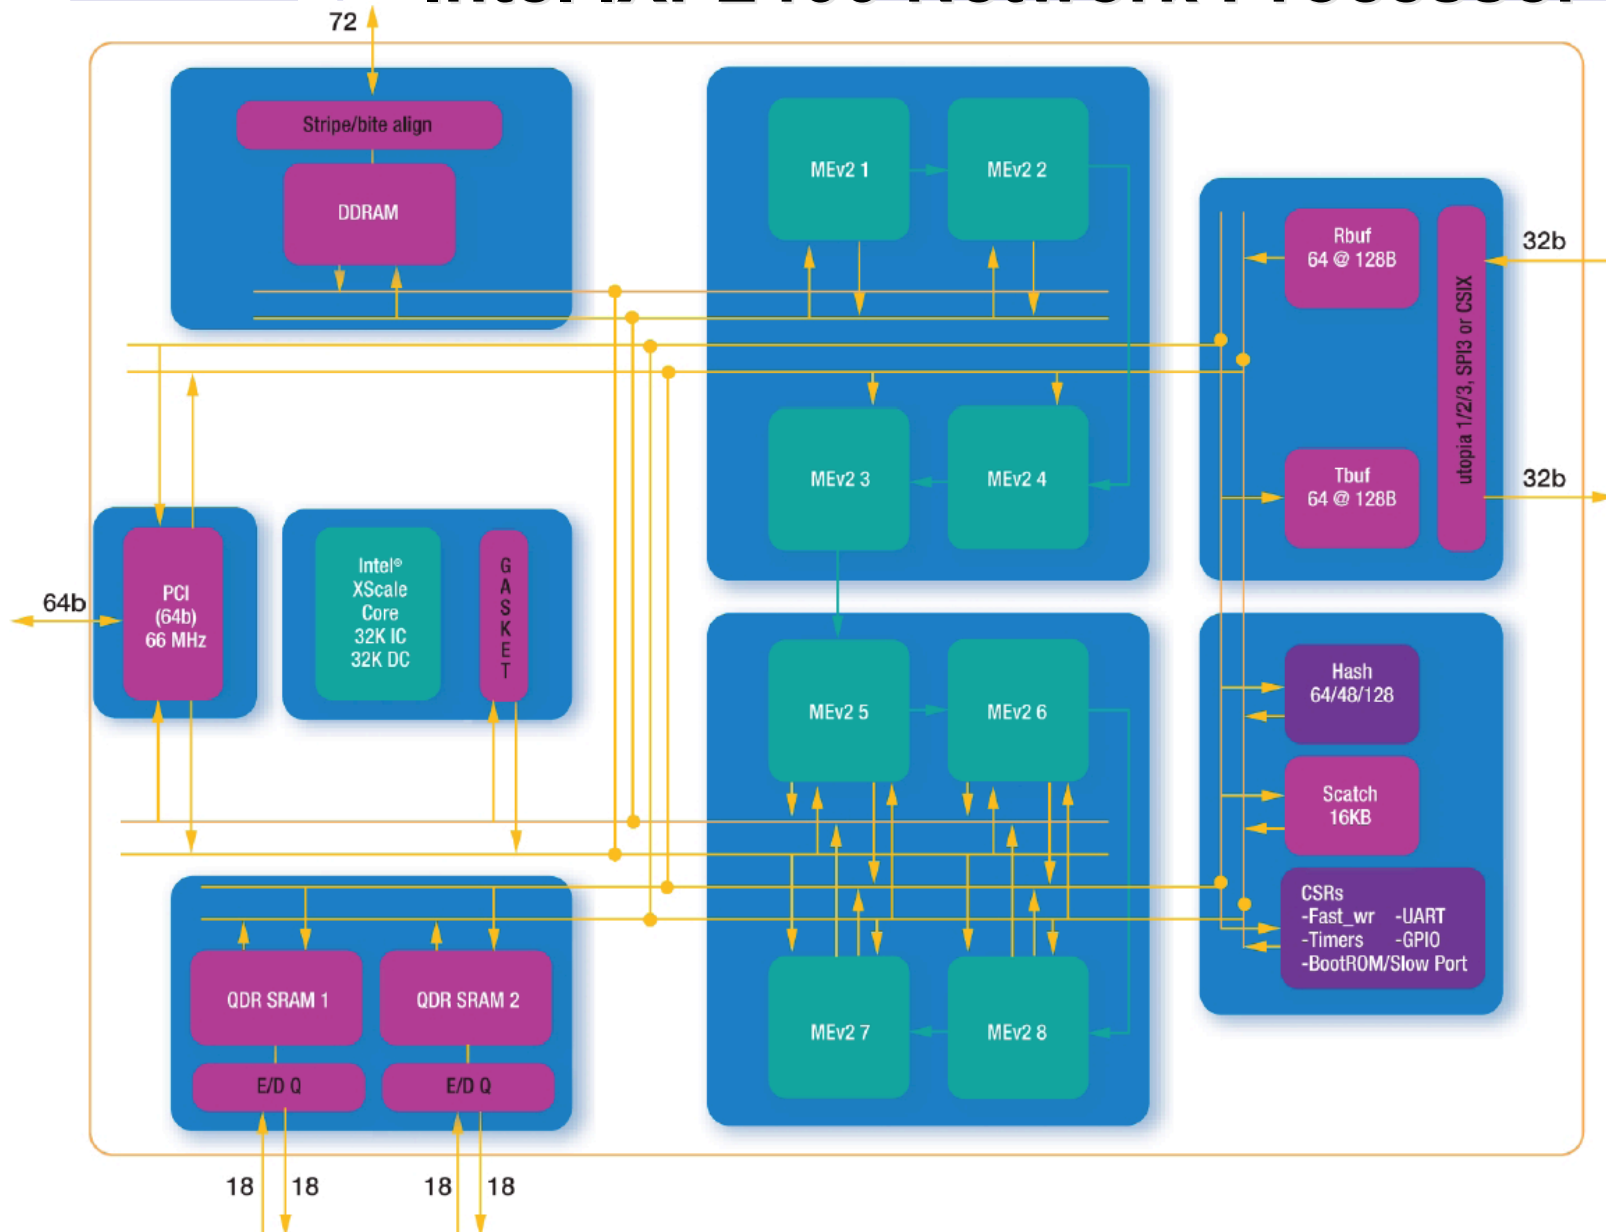 72
Stripe/bite align
DDRAM
MEv2 1
MEv2 2
MEv2 3
MEv2 4
Rbuf
64 @ 128B
Tbuf
64 @ 128B
utopia 1/2/3, SPI3 or CSIX
32b
32b
64b
PCI
(64b)
66 MHz
Intel®
XScale
Core
32K IC
32K DC
GASKET
MEv2 5
MEv2 6
MEv2 7
MEv2 8
Hash
64/48/128
Scatch
16KB
CSRs
-Fast_wr -UART
-Timers -GPIO
-BootROM/Slow Port
QDR SRAM 1
QDR SRAM 2
E/D Q
E/D Q
18 18
18 18